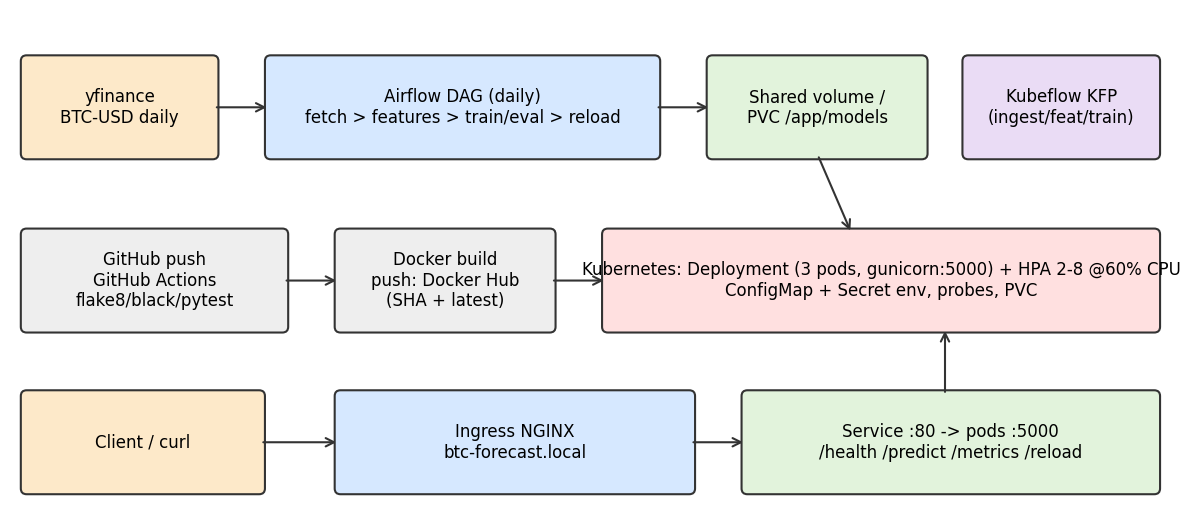 yfinance
BTC-USD daily
Airflow DAG (daily)
fetch > features > train/eval > reload
Shared volume /
PVC /app/models
Kubeflow KFP
(ingest/feat/train)
GitHub push
GitHub Actions
flake8/black/pytest
Docker build
push: Docker Hub
(SHA + latest)
Kubernetes: Deployment (3 pods, gunicorn:5000) + HPA 2-8 @60% CPU
ConfigMap + Secret env, probes, PVC
Client / curl
Ingress NGINX
btc-forecast.local
Service :80 -> pods :5000
/health /predict /metrics /reload